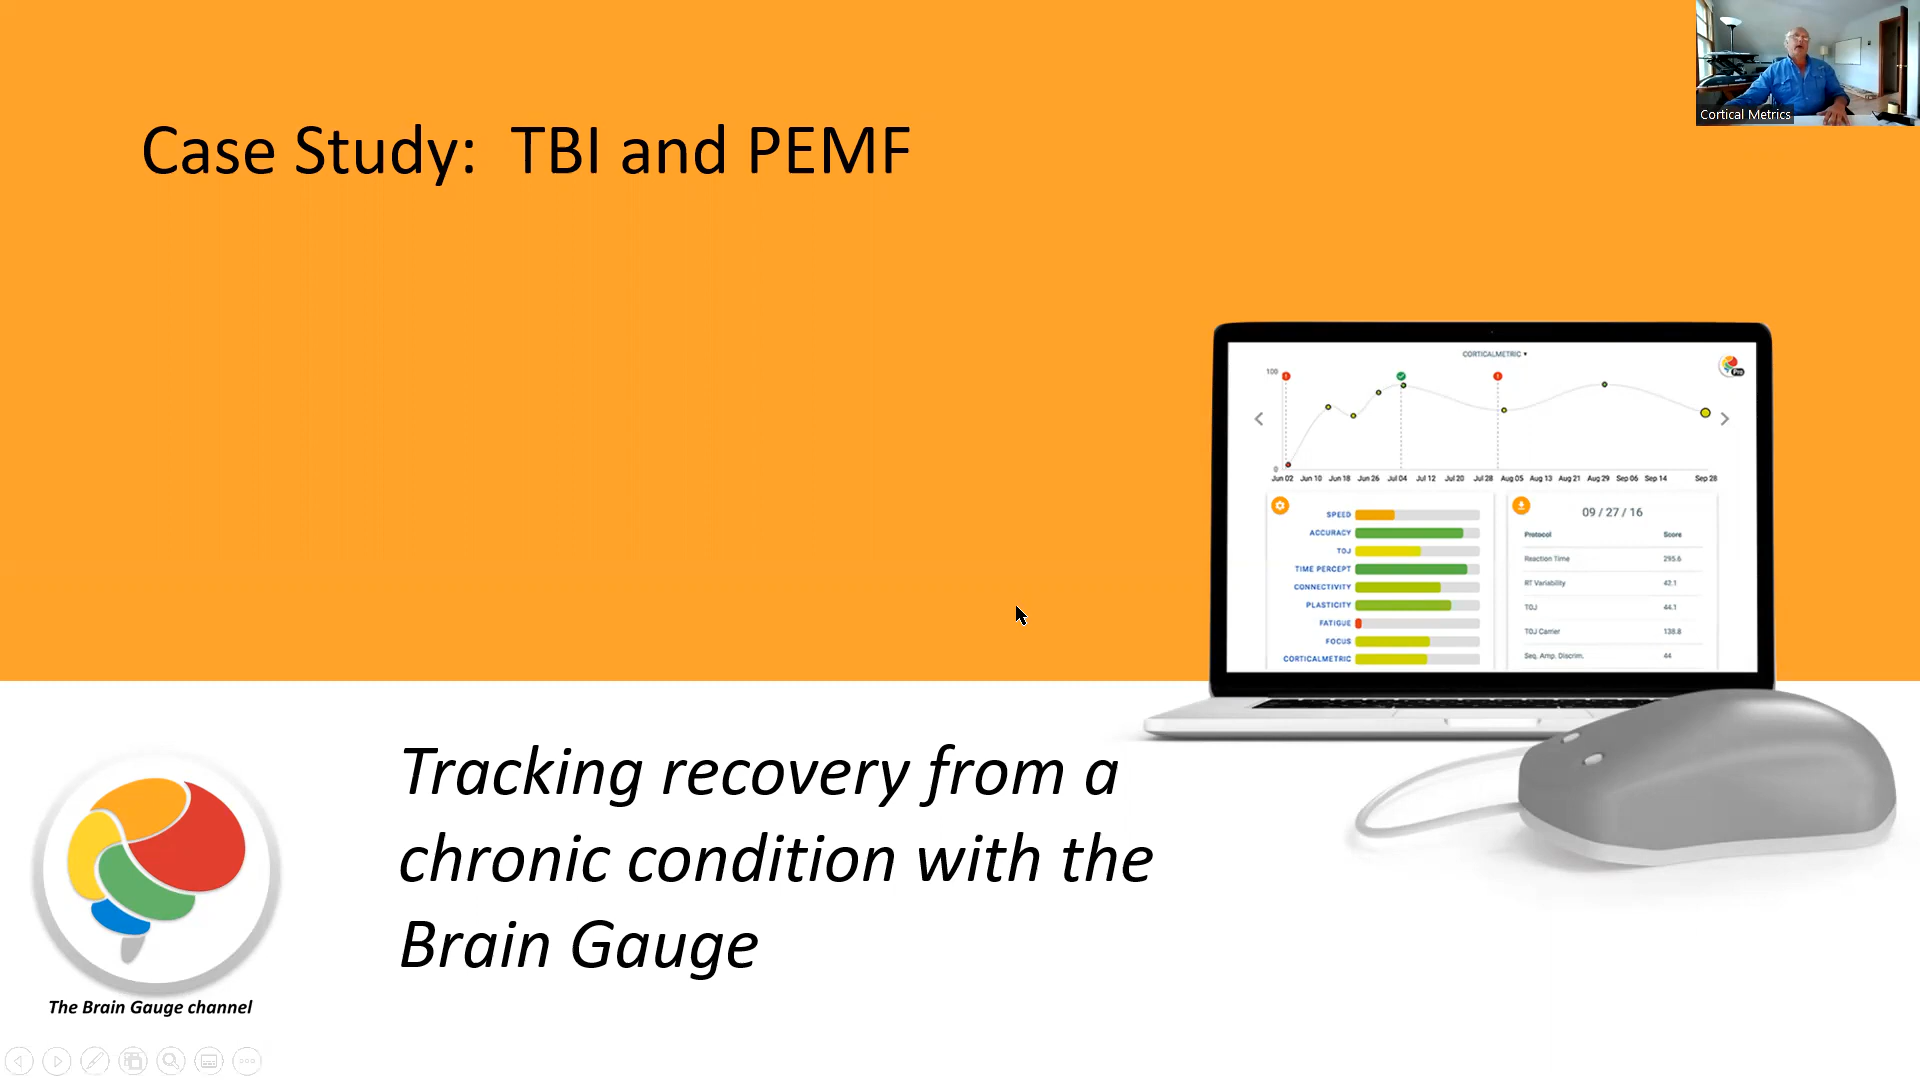 Cortical Metrics
Case Study: TBI and PEMF
CORTICALMETRIC
Pro
100
0
Jun 02 Jun 10 Jun 18 Jun 26 Jul 04 Jul 12 Jul 20 Jul 28 Aug 05 Aug 13 Aug 21 Aug 29 Sep 06 Sep 14 Sep 28
SPEED
ACCURACY
TOJ
TIME PERCEPT
CONNECTIVITY
PLASTICITY
FATIGUE
FOCUS
CORTICALMETRIC
09 / 27 / 16
Protocol Score
Reaction Time 295.6
RT Variability 42.1
TOJ 44.1
TOJ Carrier 138.8
Seq. Amp. Discrim. 44
Tracking recovery from a
chronic condition with the
Brain Gauge
The Brain Gauge channel